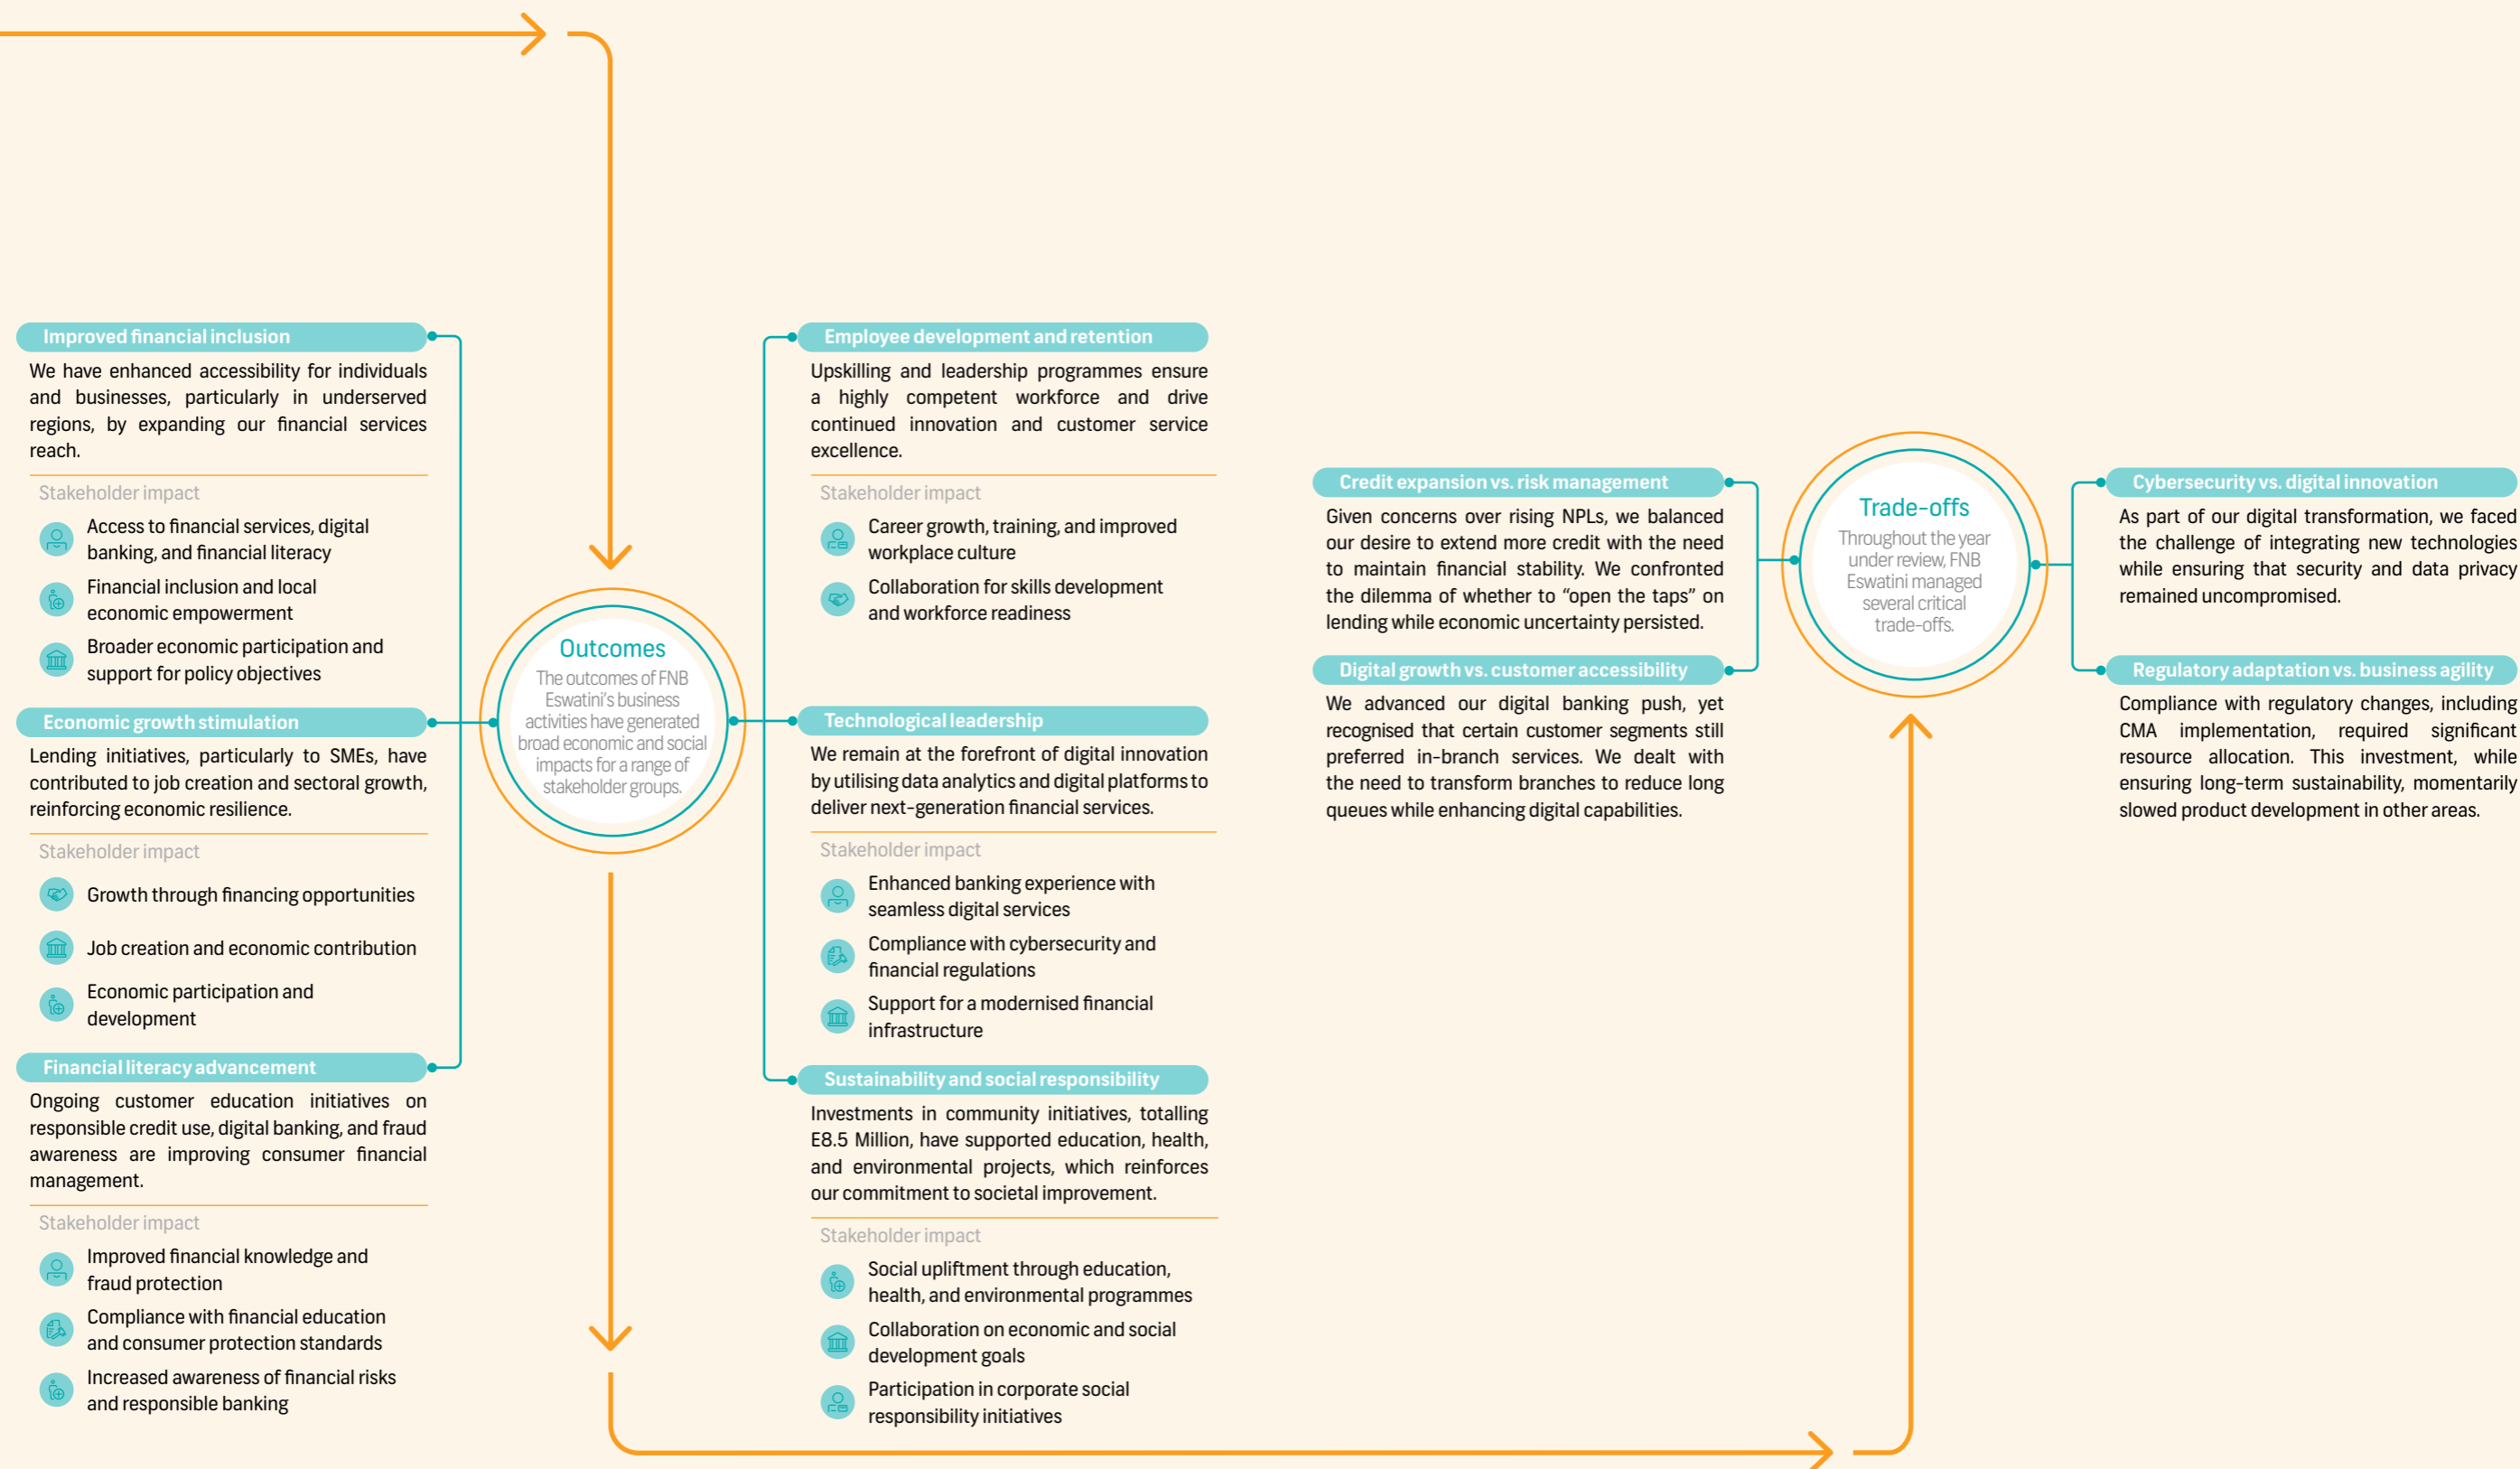 Improved financial inclusion
We have enhanced accessibility for individuals
and businesses, particularly in underserved
regions, by expanding our financial services
reach.
Stakeholder impact
Access to financial services, digital
banking, and financial literacy
Financial inclusion and local
economic empowerment
Broader economic participation and
support for policy objectives
Economic growth stimulation
Lending initiatives, particularly to SMEs, have
contributed to job creation and sectoral growth,
reinforcing economic resilience.
Stakeholder impact
Growth through financing opportunities
Job creation and economic contribution
Economic participation and
development
Financial literacy advancement
Ongoing customer education initiatives on
responsible credit use, digital banking, and fraud
awareness are improving consumer financial
management.
Stakeholder impact
Improved financial knowledge and
fraud protection
Compliance with financial education
and consumer protection standards
Increased awareness of financial risks
and responsible banking
Outcomes
The outcomes of FNB
Eswatini's business
activities have generated
broad economic and social
impacts for a range of
stakeholder groups.
Employee development and retention
Upskilling and leadership programmes ensure
a highly competent workforce and drive
continued innovation and customer service
excellence.
Stakeholder impact
Career growth, training, and improved
workplace culture
Collaboration for skills development
and workforce readiness
Technological leadership
We remain at the forefront of digital innovation
by utilising data analytics and digital platforms to
deliver next-generation financial services.
Stakeholder impact
Enhanced banking experience with
seamless digital services
Compliance with cybersecurity and
financial regulations
Support for a modernised financial
infrastructure
Sustainability and social responsibility
Investments in community initiatives, totalling
E8.5 Million, have supported education, health,
and environmental projects, which reinforces
our commitment to societal improvement.
Stakeholder impact
Social upliftment through education,
health, and environmental programmes
Collaboration on economic and social
development goals
Participation in corporate social
responsibility initiatives
Credit expansion vs. risk management
Given concerns over rising NPLs, we balanced
our desire to extend more credit with the need
to maintain financial stability. We confronted
the dilemma of whether to “open the taps” on
lending while economic uncertainty persisted.
Digital growth vs. customer accessibility
We advanced our digital banking push, yet
recognised that certain customer segments still
preferred in-branch services. We dealt with
the need to transform branches to reduce long
queues while enhancing digital capabilities.
Trade-offs
Throughout the year
under review, FNB
Eswatini managed
several critical
trade-offs.
Cybersecurity vs. digital innovation
As part of our digital transformation, we faced
the challenge of integrating new technologies
while ensuring that security and data privacy
remained uncompromised.
Regulatory adaptation vs. business agility
Compliance with regulatory changes, including
CMA implementation, required significant
resource allocation. This investment, while
ensuring long-term sustainability, momentarily
slowed product development in other areas.